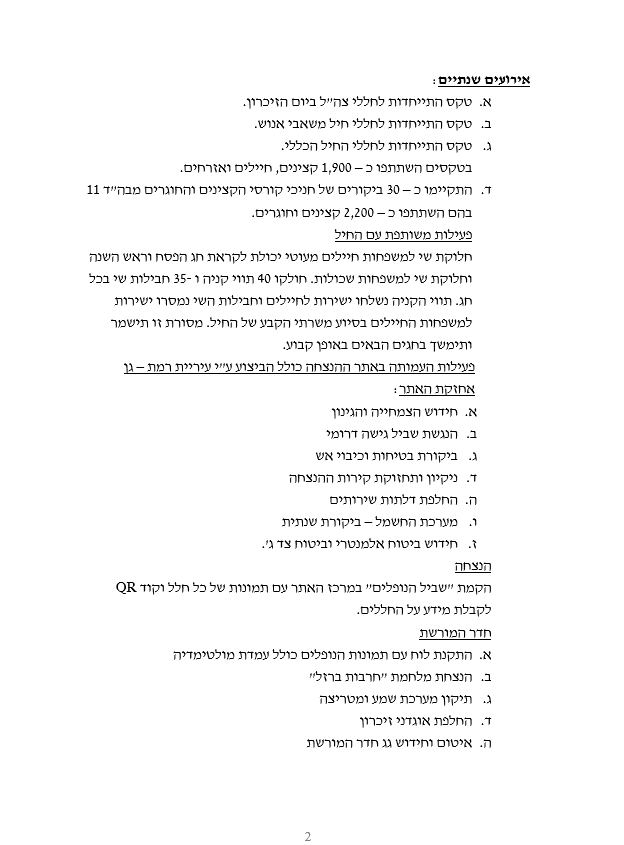 אירועים שנתיים:
א. טקס התייחדות לחללי צה"ל ביום הזיכרון.
ב. טקס התייחדות לחללי חיל משאבי אנוש.
ג. טקס התייחדות לחללי החיל הכללי.
בטקסים השתתפו כ – 1,900 קצינים, חיילים ואזרחים.
ד. התקיימו כ – 30 ביקורים של חניכי קורסי הקצינים והחוגרים מבה"ד 11
בהם השתתפו כ – 2,200 קצינים וחוגרים.
פעילות משותפת עם החיל
חלוקת שי למשפחות חיילים מעוטי יכולת לקראת חג הפסח וראש השנה
וחלוקת שי למשפחות שכולות. חולקו 40 תווי קניה ו -35 חבילות שי בכל
חג. תווי הקניה נשלחו ישירות לחיילים וחבילות השי נמסרו ישירות
למשפחות החיילים בסיוע משרתי הקבע של החיל. מסורת זו תישמר
ותימשך בחגים הבאים באופן קבוע.
פעילות העמותה באתר ההנצחה כולל הביצוע ע"י עיריית רמת – גן
אחזקת האתר:
א. חידוש הצמחייה והגינון
ב. הנגשת שביל גישה דרומי
ג. ביקורת בטיחות וכיבוי אש
ד. ניקיון ותחזוקת קירות ההנצחה
ה. החלפת דלתות שירותים
ו. מערכת החשמל – ביקורת שנתית
ז. חידוש ביטוח אלמנטרי וביטוח צד ג'.
הנצחה
הקמת "שביל הנופלים" במרכז האתר עם תמונות של כל חלל וקוד QR
לקבלת מידע על החללים.
חדר המורשת
א. התקנת לוח עם תמונות הנופלים כולל עמדת מולטימדיה
ב. הנצחת מלחמת "חרבות ברזל"
ג. תיקון מערכת שמע ומטריצה
ד. החלפת אוגדני זיכרון
ה. איטום וחידוש גג חדר המורשת
2